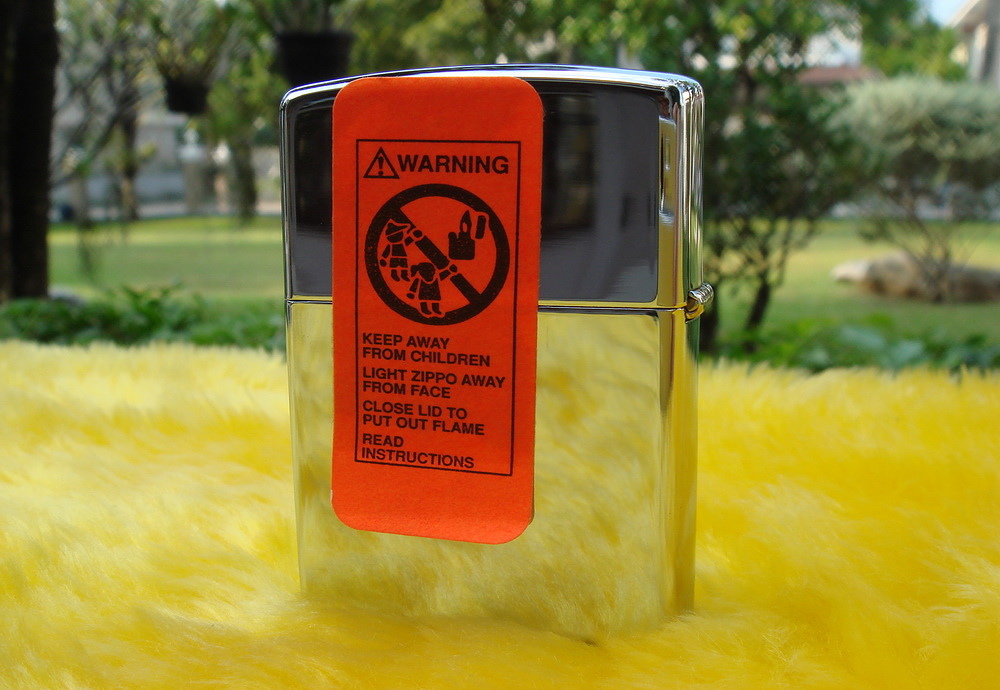 WARNING
KEEP AWAY
FROM CHILDREN
LIGHT ZIPPO AWAY
FROM FACE
CLOSE LID TO
PUT OUT FLAME
READ
INSTRUCTIONS